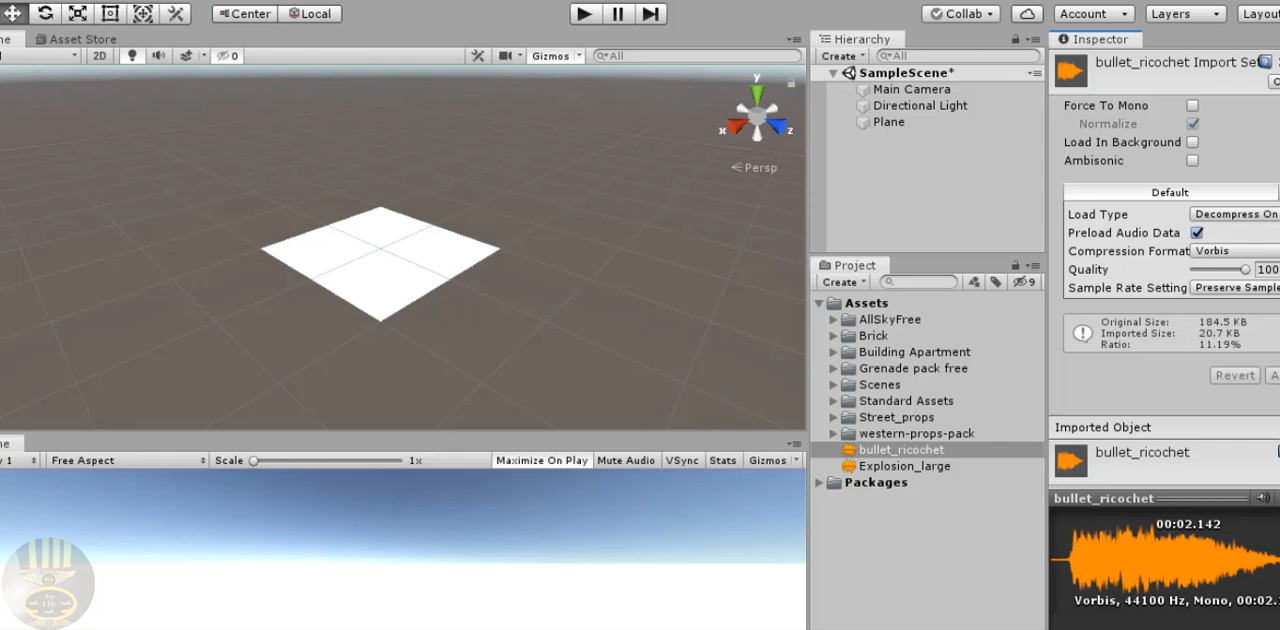 Center Local Collab Account Layers Layou
ne Asset Store Hierarchy Inspector
2D 0 Gizmos All Create All
bullet_ricochet Import Se
SampleScene*
Main Camera
Directional Light
Plane
y
x z
Persp
Force To Mono
Normalize
Load In Background
Ambisonic
Default
Load Type Decompress On
Preload Audio Data
Compression Format Vorbis
Quality 100
Sample Rate Setting Preserve Sample
Original Size: 184.5 KB
Imported Size: 20.7 KB
Ratio: 11.19%
Revert A
Project
Create 9
Assets
AllSkyFree
Brick
Building Apartment
Grenade pack free
Scenes
Standard Assets
Street_props
western-props-pack
bullet_ricochet
Explosion_large
Packages
Imported Object
bullet_ricochet
bullet_ricochet
00:02.142
Vorbis, 44100 Hz, Mono, 00:02.
ne
y 1 Free Aspect Scale 1x Maximize On Play Mute Audio VSync Stats Gizmos